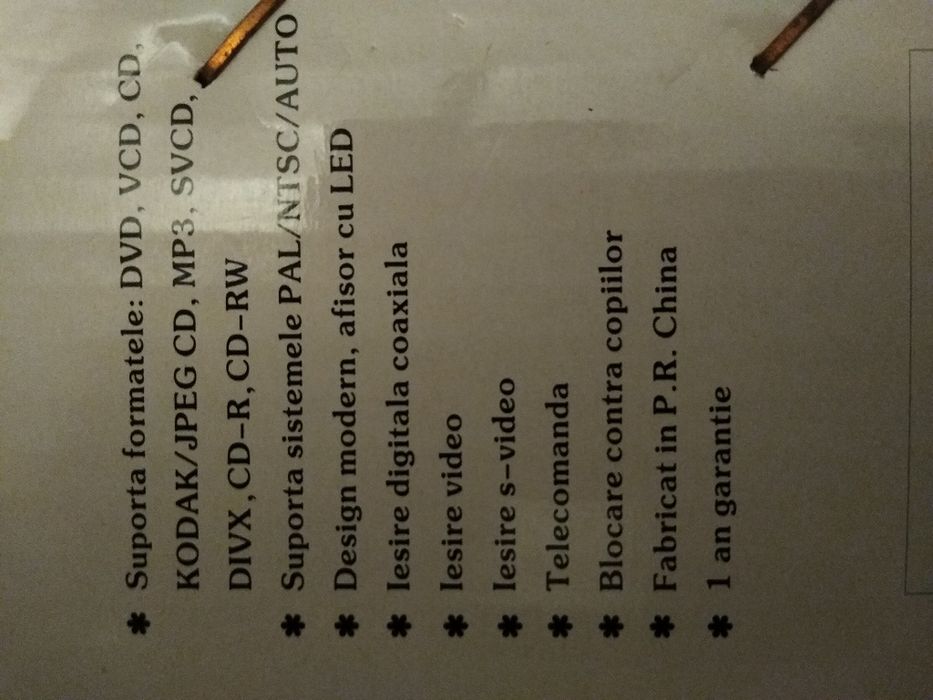 ✱ Suporta formatele: DVD, VCD, CD,
KODAK/JPEG CD, MP3, SVCD,
DIVX, CD-R, CD-RW
✱ Suporta sistemele PAL/NTSC/AUTO
✱ Design modern, afisor cu LED
✱ Iesire digitala coaxiala
✱ Iesire video
✱ Iesire s-video
✱ Telecomanda
✱ Blocare contra copiilor
✱ Fabricat in P.R. China
✱ 1 an garantie